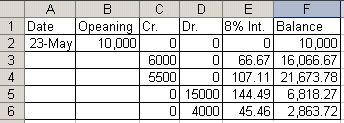 A B C D E F
1 Date Opeaning Cr. Dr. 8% Int. Balance
2 23-May 10,000 0 0 0 10,000
3 6000 0 66.67 16,066.67
4 5500 0 107.11 21,673.78
5 0 15000 144.49 6,818.27
6 0 4000 45.46 2,863.72